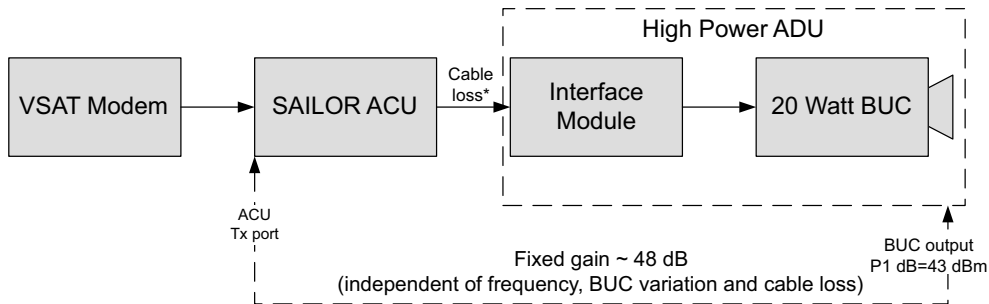 High Power ADU
VSAT Modem
SAILOR ACU
Cable
loss*
Interface
Module
20 Watt BUC
ACU
Tx port
Fixed gain ~ 48 dB
(independent of frequency, BUC variation and cable loss)
BUC output
P1 dB=43 dBm